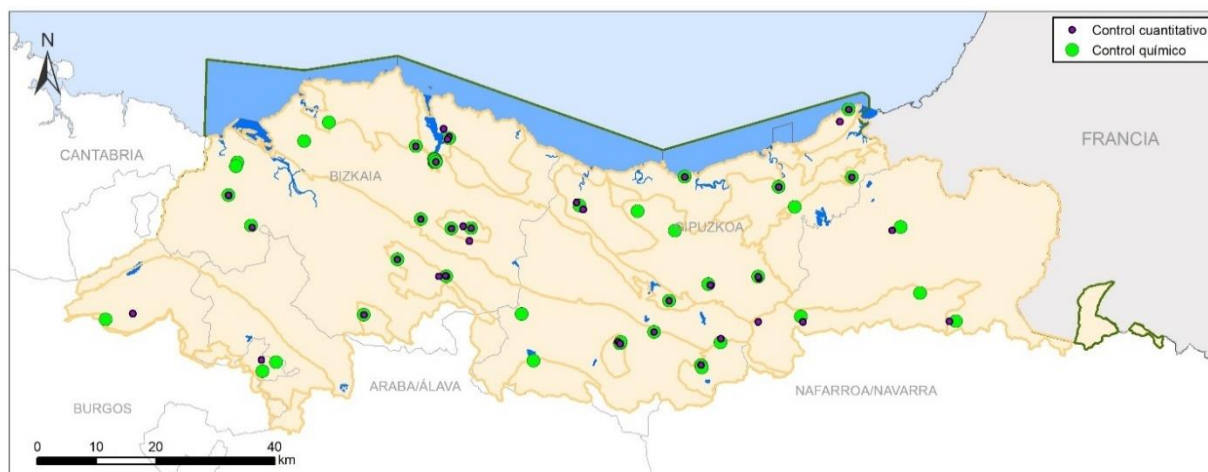 Control cuantitativo
Control químico
N
FRANCIA
CANTABRIA
BIZKAIA
GIPUZKOA
ARABA/ÁLAVA
NAFARROA/NAVARRA
BURGOS
0 10 20 40
km